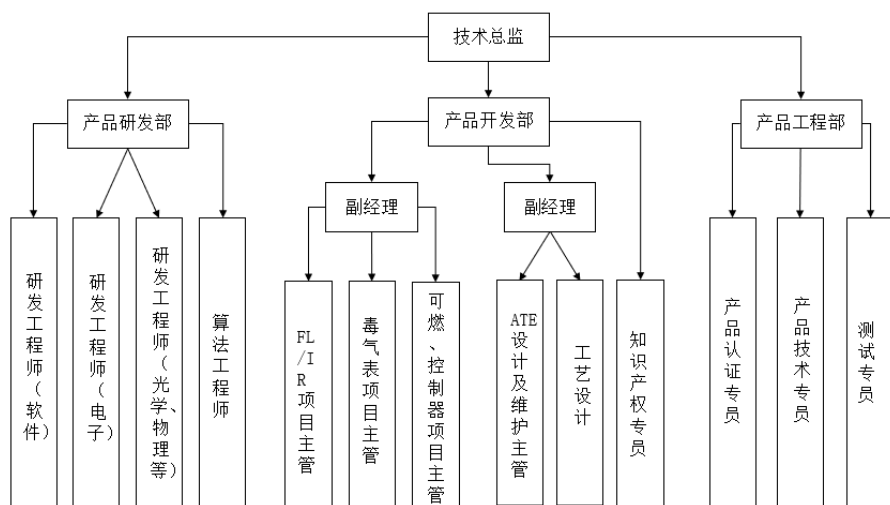 技术总监
产品研发部
产品开发部
产品工程部
副经理
副经理
研发工程师（软件）
研发工程师（电子）
研发工程师（光学、物理等）
算法工程师
FL/IR项目主管
毒气表项目主管
可燃、控制器项目主管
ATE设计及维护主管
工艺设计
知识产权专员
产品认证专员
产品技术专员
测试专员